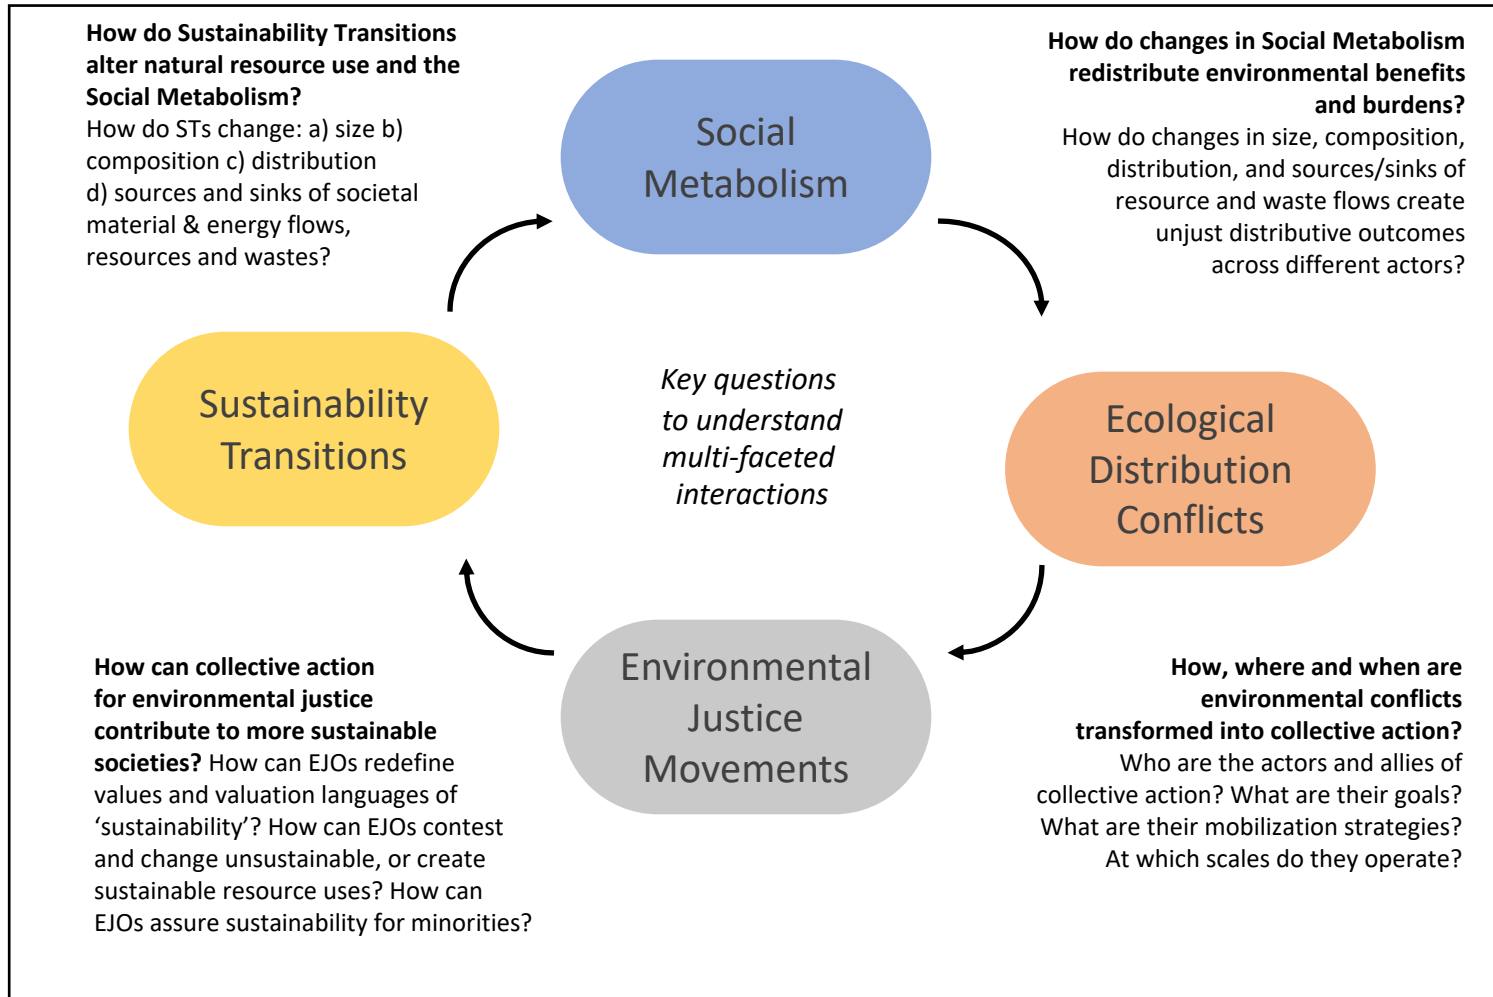 How do Sustainability Transitions
alter natural resource use and the
Social Metabolism?
How do STs change: a) size b)
composition c) distribution
d) sources and sinks of societal
material & energy flows,
resources and wastes?
Social
Metabolism
How do changes in Social Metabolism
redistribute environmental benefits
and burdens?
How do changes in size, composition,
distribution, and sources/sinks of
resource and waste flows create
unjust distributive outcomes
across different actors?
Sustainability
Transitions
Key questions
to understand
multi-faceted
interactions
Ecological
Distribution
Conflicts
How can collective action
for environmental justice
contribute to more sustainable
societies? How can EJOs redefine
values and valuation languages of
‘sustainability’? How can EJOs contest
and change unsustainable, or create
sustainable resource uses? How can
EJOs assure sustainability for minorities?
Environmental
Justice
Movements
How, where and when are
environmental conflicts
transformed into collective action?
Who are the actors and allies of
collective action? What are their goals?
What are their mobilization strategies?
At which scales do they operate?